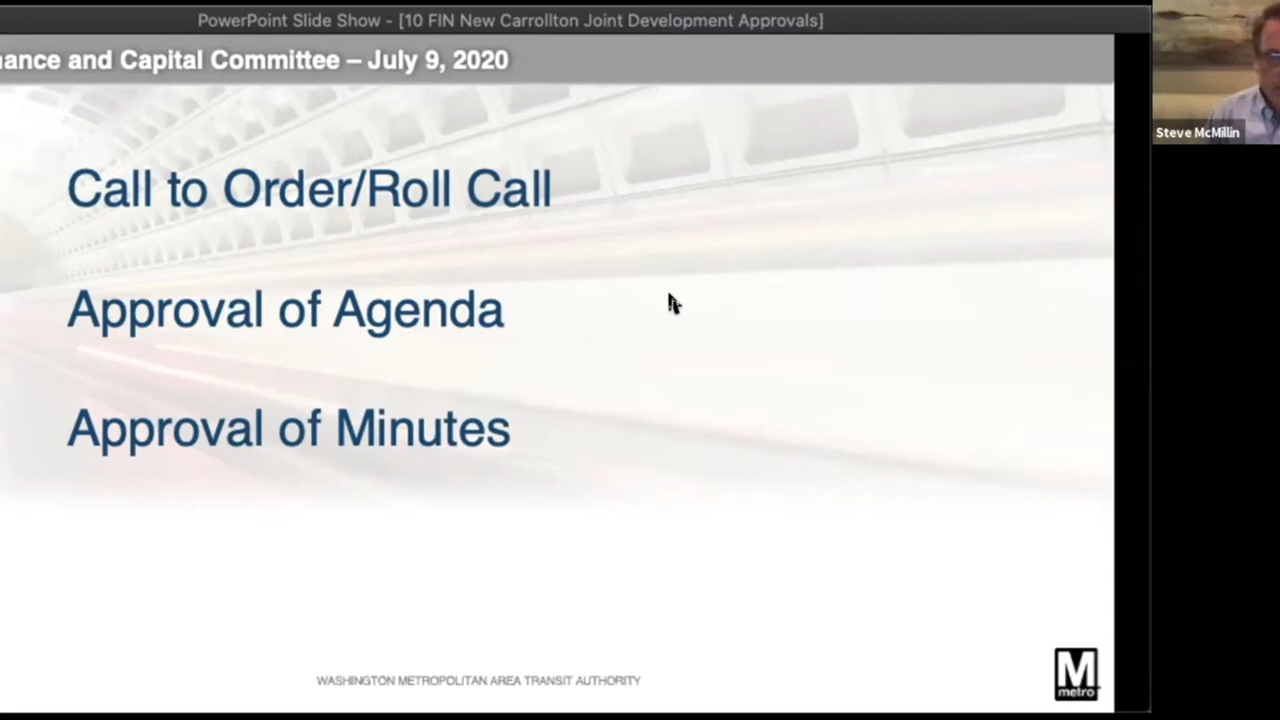 PowerPoint Slide Show - [10 FIN New Carrollton Joint Development Approvals]
ance and Capital Committee – July 9, 2020
Steve McMillin
Call to Order/Roll Call
Approval of Agenda
Approval of Minutes
WASHINGTON METROPOLITAN AREA TRANSIT AUTHORITY
M
metro